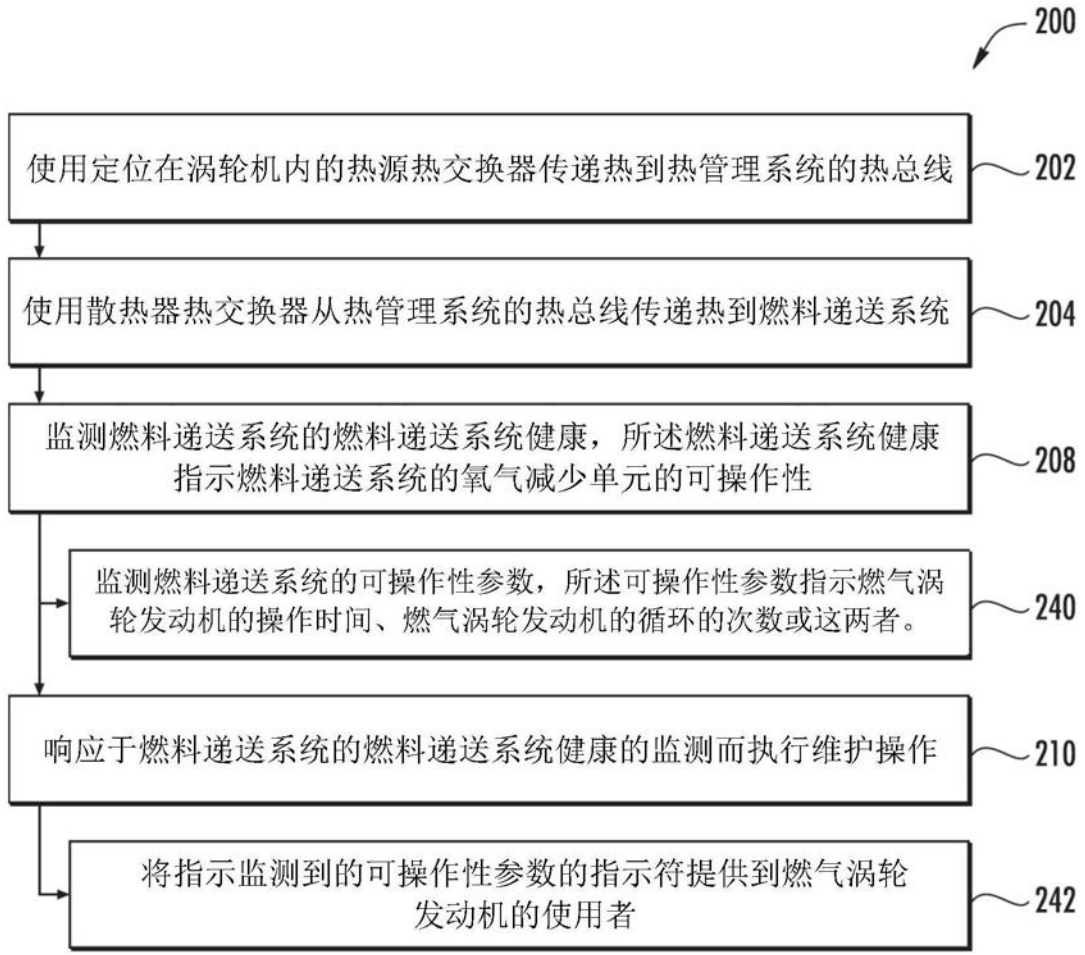 200
使用定位在涡轮机内的热源热交换器传递热到热管理系统的热总线
202
使用散热器热交换器从热管理系统的热总线传递热到燃料递送系统
204
监测燃料递送系统的燃料递送系统健康，所述燃料递送系统健康
指示燃料递送系统的氧气减少单元的可操作性
208
监测燃料递送系统的可操作性参数，所述可操作性参数指示燃气涡
轮发动机的操作时间、燃气涡轮发动机的循环的次数或这两者。
240
响应于燃料递送系统的燃料递送系统健康的监测而执行维护操作
210
将指示监测到的可操作性参数的指示符提供到燃气涡轮
发动机的使用者
242